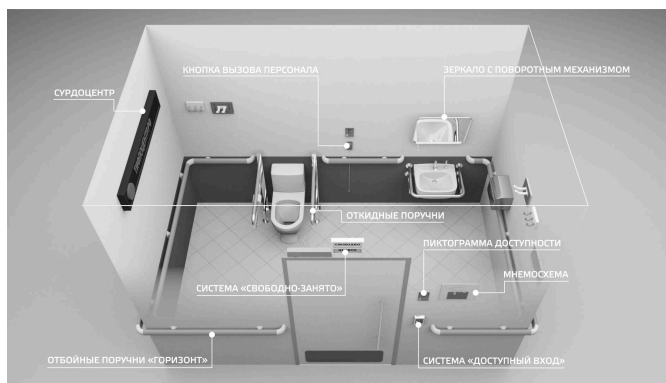 КНОПКА ВЫЗОВА ПЕРСОНАЛА
ЗЕРКАЛО С ПОВОРОТНЫМ МЕХАНИЗМОМ
СУРДОЦЕНТР
ОТКИДНЫЕ ПОРУЧНИ
СВОБОДНО
ПИКТОГРАММА ДОСТУПНОСТИ
МНЕМОСХЕМА
СИСТЕМА «СВОБОДНО-ЗАНЯТО»
ОТБОЙНЫЕ ПОРУЧНИ «ГОРИЗОНТ»
СИСТЕМА «ДОСТУПНЫЙ ВХОД»